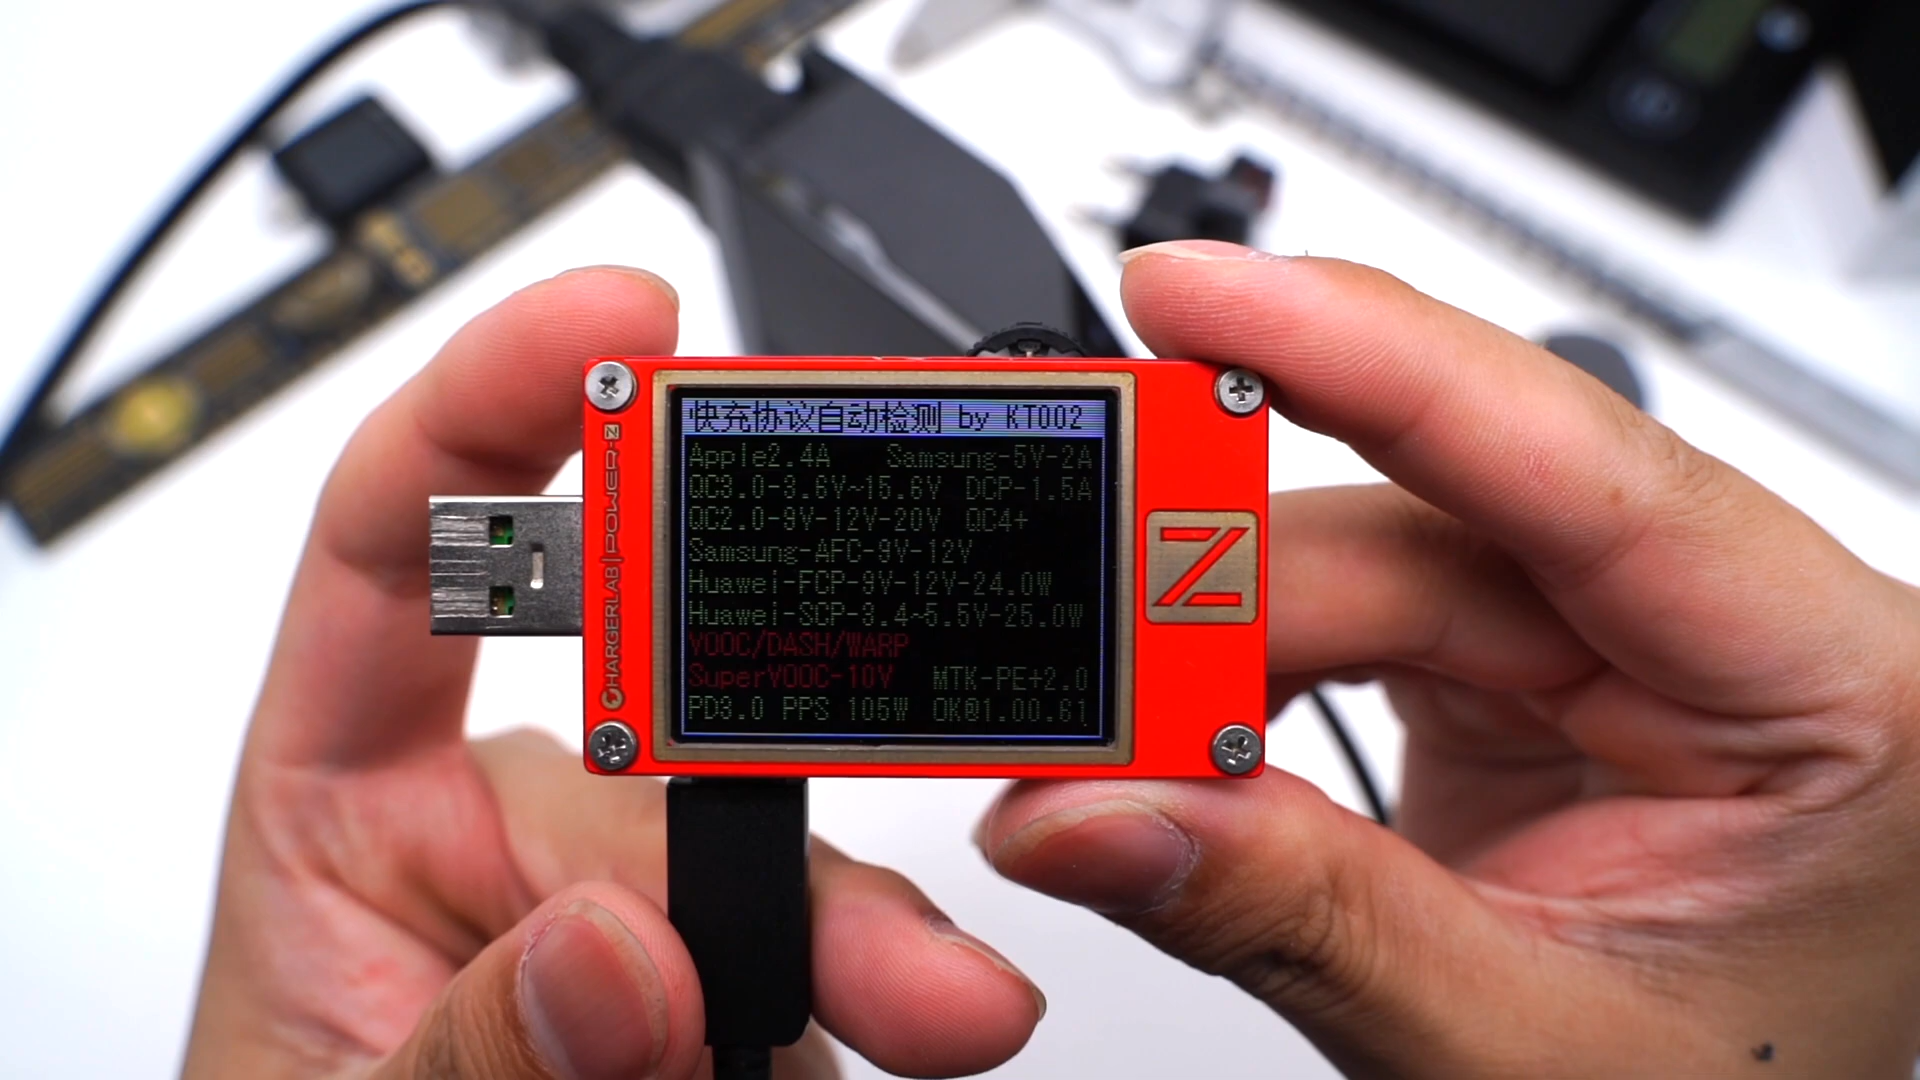 快充协议自动检测 by KT002
Apple2.4A Samsung-5V-2A
QC3.0-3.6V~15.6V DCP-1.5A
QC2.0-9V-12V-20V QC4+
Samsung-AFC-9V-12V
Huawei-FCP-9V-12V-24.0W
Huawei-SCP-3.4~5.5V-25.0W
VOOC/DASH/WARP
SuperVOOC-10V MTK-PE+2.0
PD3.0 PPS 105W OK@1.00.61
CHARGERLAB|POWER-Z
Z